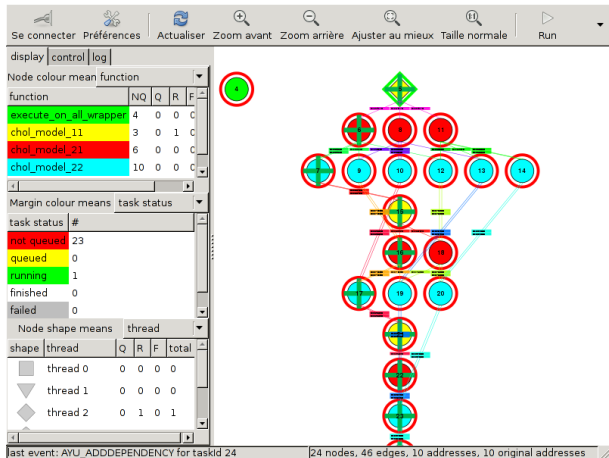 Se connecter Préférences Actualiser Zoom avant Zoom arrière Ajuster au mieux Taille normale Run
display control log
Node colour mean function
function NQ Q R F
execute_on_all_wrapper 4 0 0 0
chol_model_11 3 0 1 0
chol_model_21 6 0 0 0
chol_model_22 10 0 0 0
Margin colour means task status
task status #
not queued 23
queued 0
running 1
finished 0
failed 0
Node shape means thread
shape thread Q R F total
thread 0 0 0 0 0
thread 1 0 0 0 0
thread 2 0 1 0 1
4
11
9 10 12 13 14
19 20
last event: AYU_ADDDEPENDENCY for taskId 24
24 nodes, 46 edges, 10 addresses, 10 original addresses